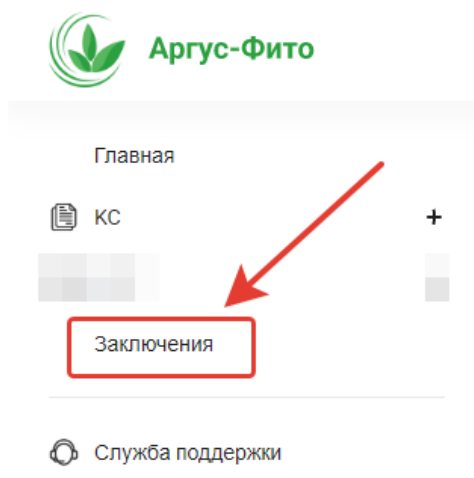 Аргус-Фито
Главная
КС +
Заключения
Служба поддержки